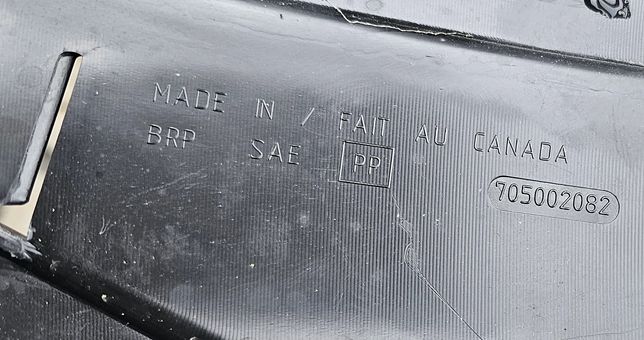 MADE IN / FAIT AU CANADA
BRP SAE PP
705002082